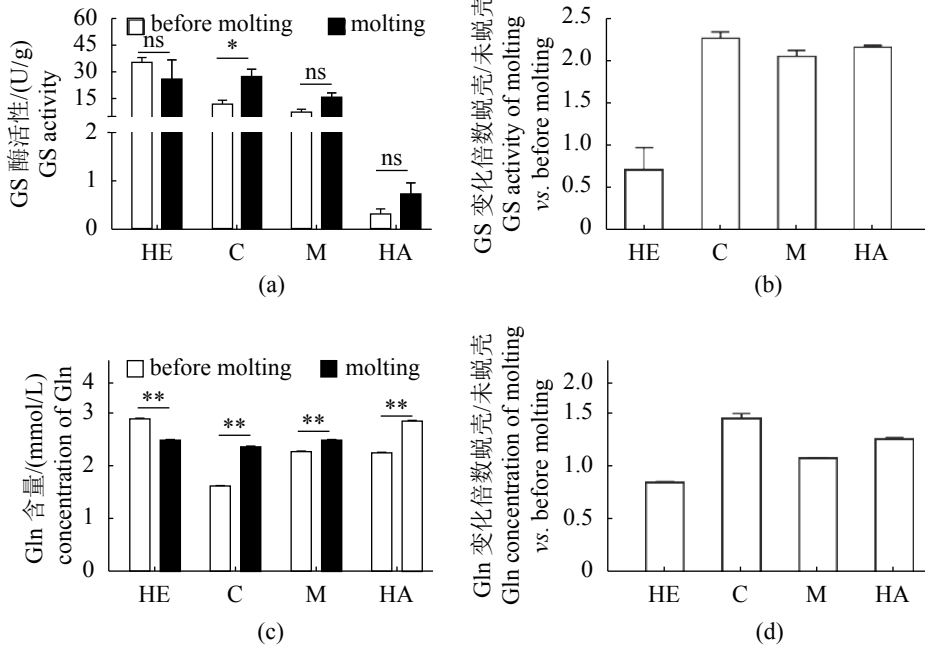 before molting molting
GS 酶活性/(U/g)
GS activity
60
45
30
15
0
2
1
0
ns
*
ns
ns
HE C M HA
(a)
GS 变化倍数蜕壳/未蜕壳
GS activity of molting
vs. before molting
2.5
2.0
1.5
1.0
0.5
0
HE C M HA
(b)
before molting molting
Gln 含量/(mmol/L)
concentration of Gln
4
3
2
1
0
**
**
**
**
HE C M HA
(c)
Gln 变化倍数蜕壳/未蜕壳
Gln concentration of molting
vs. before molting
2.0
1.5
1.0
0.5
0
HE C M HA
(d)